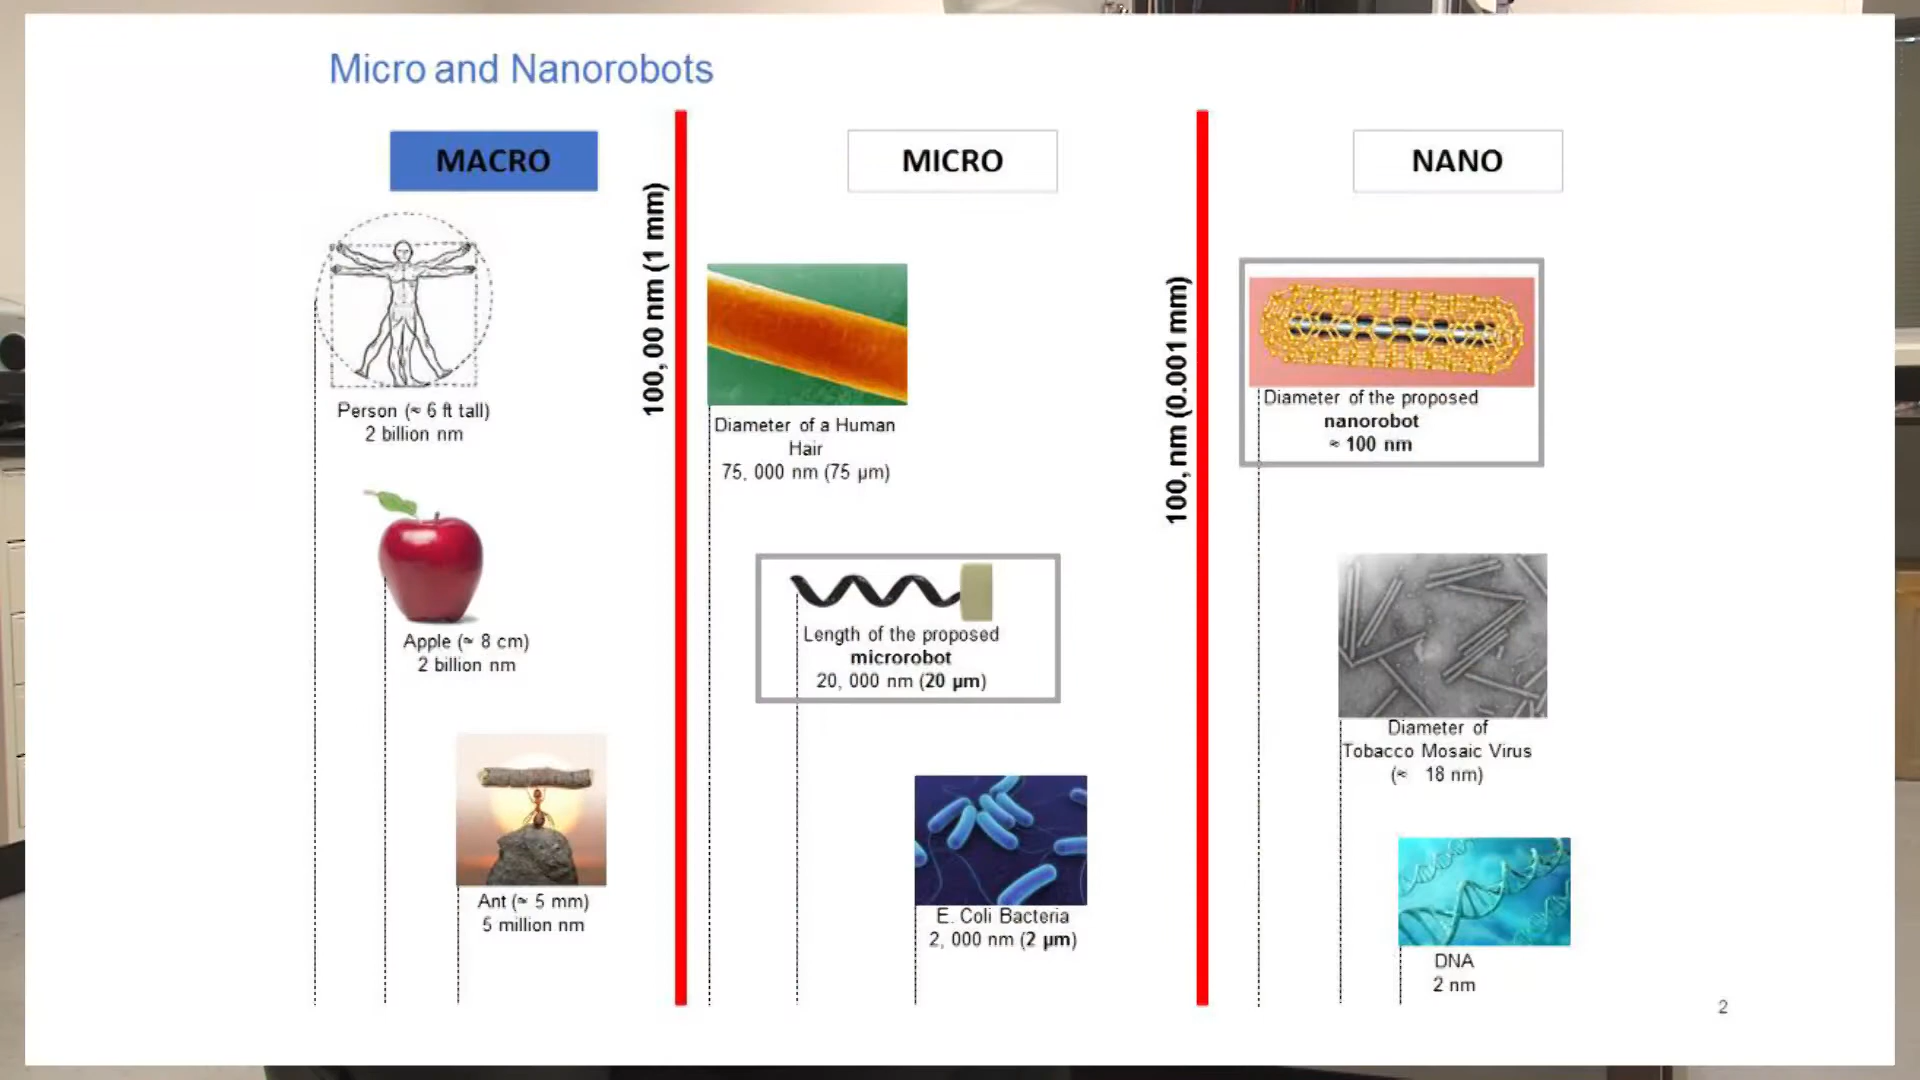 Micro and Nanorobots
MACRO
Person (≈ 6 ft tall)
2 billion nm
Apple (≈ 8 cm)
2 billion nm
Ant (≈ 5 mm)
5 million nm
100, 00 nm (1 mm)
MICRO
Diameter of a Human
Hair
75, 000 nm (75 µm)
Length of the proposed
microrobot
20, 000 nm (20 µm)
E. Coli Bacteria
2, 000 nm (2 µm)
100, nm (0.001 mm)
NANO
Diameter of the proposed
nanorobot
≈ 100 nm
Diameter of
Tobacco Mosaic Virus
(≈ 18 nm)
DNA
2 nm
2